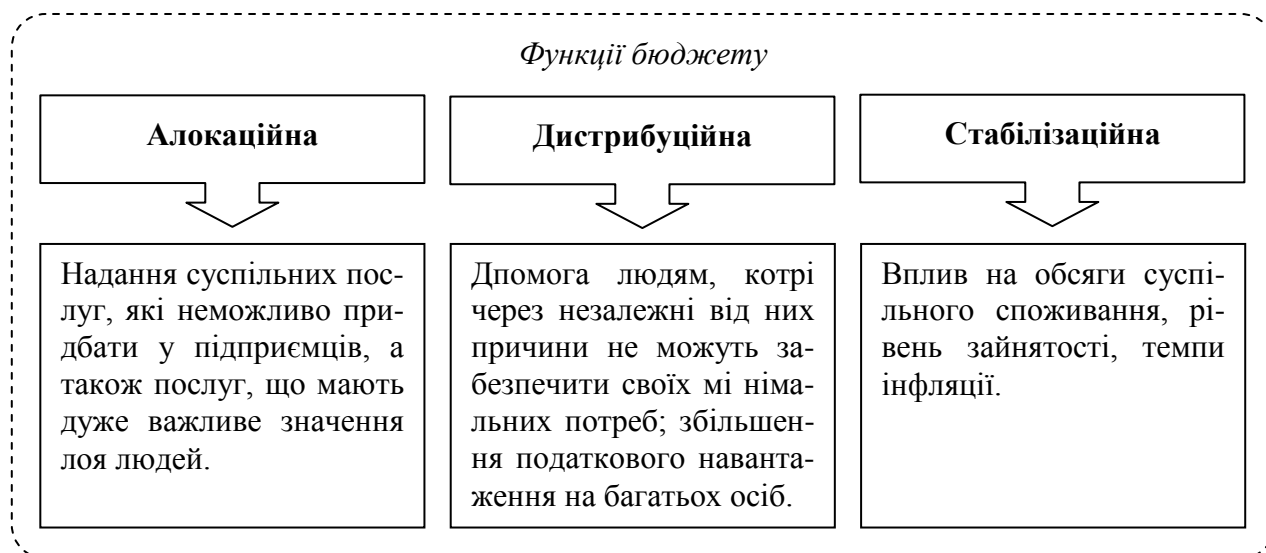 Функції бюджету
Алокаційна
Дистрибуційна
Стабілізаційна
Надання суспільних пос-
луг, які неможливо при-
дбати у підприємців, а
також послуг, що мають
дуже важливе значення
лоя людей.
Дпомога людям, котрі
через незалежні від них
причини не можуть за-
безпечити своїх мі німа-
льних потреб; збільшен-
ня податкового наванта-
ження на багатьох осіб.
Вплив на обсяги суспі-
льного споживання, рі-
вень зайнятості, темпи
інфляції.